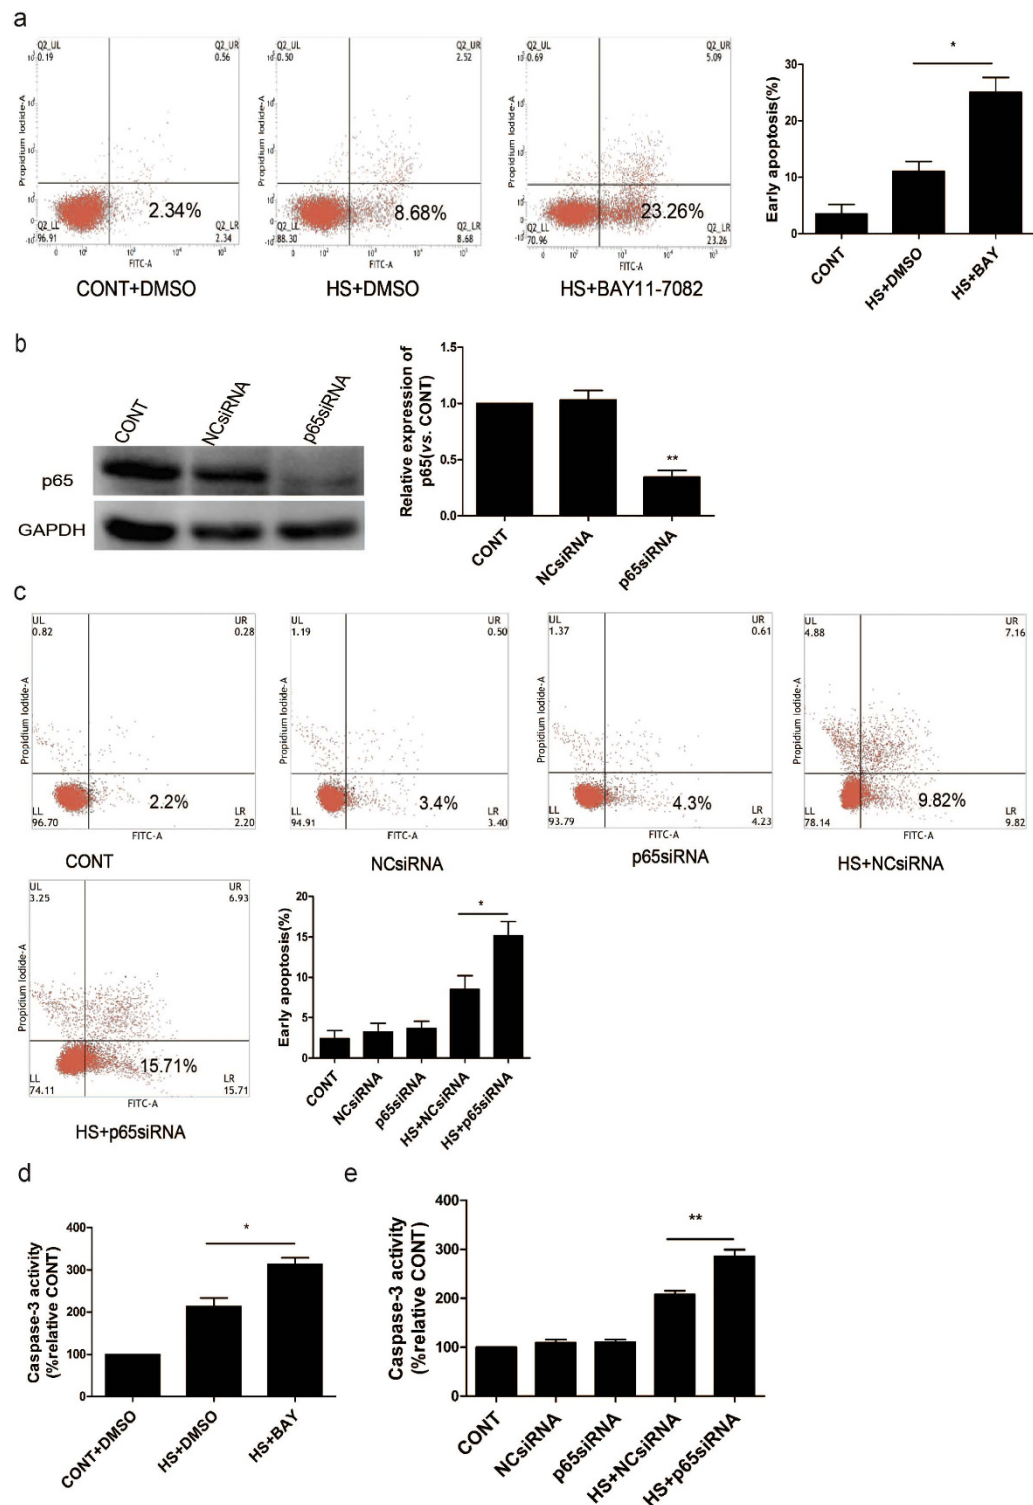 a
Q2_UL
0.19
Q2_UR
0.56
Propidium Iodide-A
2.34%
Q2_LL
96.91
Q2_LR
2.34
FITC-A
CONT+DMSO
Q2_UL
0.50
Q2_UR
2.52
Propidium Iodide-A
8.68%
Q2_LL
88.30
Q2_LR
8.68
FITC-A
HS+DMSO
Q2_UL
0.69
Q2_UR
5.09
Propidium Iodide-A
23.26%
Q2_LL
70.96
Q2_LR
23.26
FITC-A
HS+BAY11-7082
Early apoptosis(%)
30
20
10
0
*
CONT
HS+DMSO
HS+BAY
b
CONT
NCsiRNA
p65siRNA
p65
GAPDH
Relative expression of
p65(vs. CONT)
1.5
1.0
0.5
0.0
**
CONT
NCsiRNA
p65siRNA
c
UL
0.82
UR
0.28
Propidium Iodide-A
2.2%
LL
96.70
LR
2.20
FITC-A
CONT
UL
1.19
UR
0.50
Propidium Iodide-A
3.4%
LL
94.91
LR
3.40
FITC-A
NCsiRNA
UL
1.37
UR
0.61
Propidium Iodide-A
4.3%
LL
93.79
LR
4.23
FITC-A
p65siRNA
UL
4.88
UR
7.16
Propidium Iodide-A
9.82%
LL
78.14
LR
9.82
FITC-A
HS+NCsiRNA
UL
3.25
UR
6.93
Propidium Iodide-A
15.71%
LL
74.11
LR
15.71
FITC-A
HS+p65siRNA
Early apoptosis(%)
20
15
10
5
0
*
CONT
NCsiRNA
p65siRNA
HS+NCsiRNA
HS+p65siRNA
d
Caspase-3 activity
(%relative CONT)
400
300
200
100
0
*
CONT+DMSO
HS+DMSO
HS+BAY
e
Caspase-3 activity
(%relative CONT)
400
300
200
100
0
**
CONT
NCsiRNA
p65siRNA
HS+NCsiRNA
HS+p65siRNA